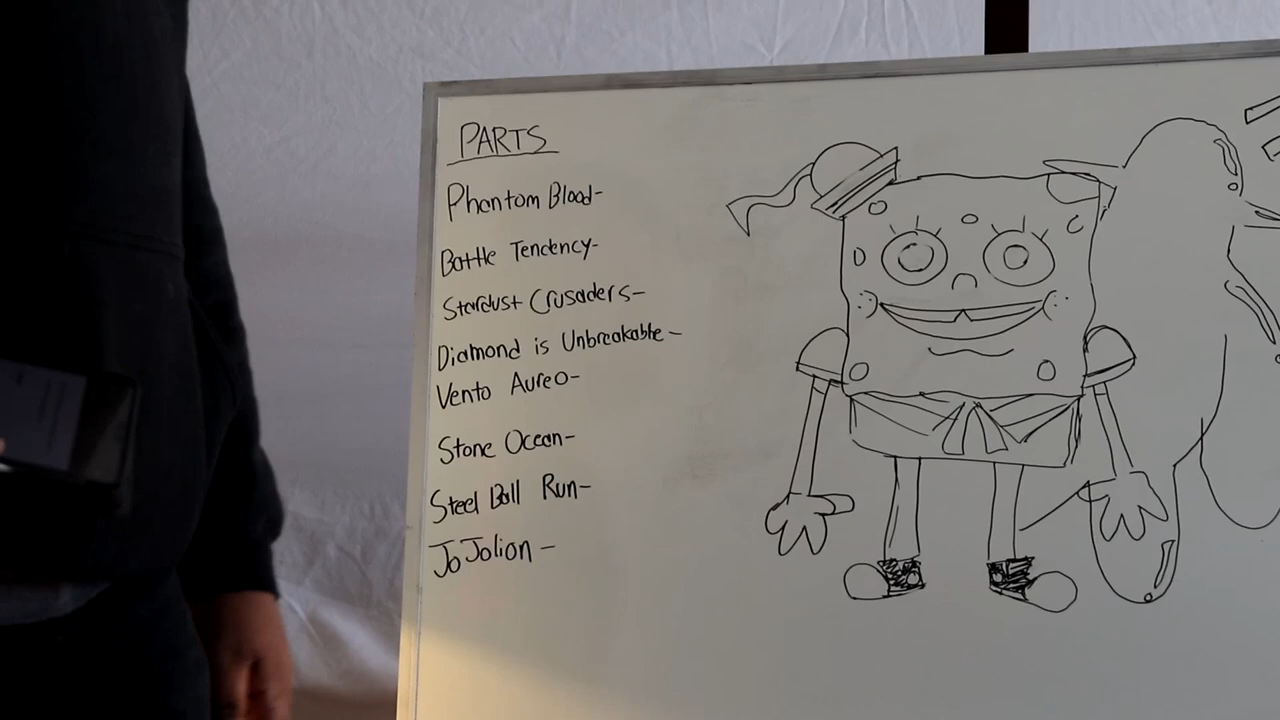 PARTS
Phantom Blood-
Battle Tendency-
Stardust Crusaders-
Diamond is Unbreakable-
Vento Aureo-
Stone Ocean-
Steel Ball Run-
JoJolion-